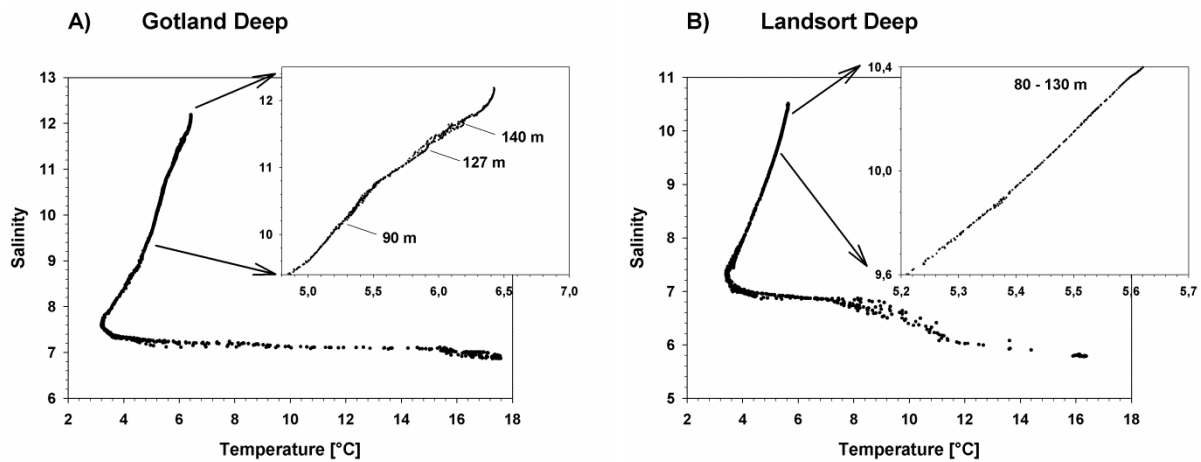 A) Gotland Deep
13
12
11
10
9
8
7
6
Salinity
2 4 6 8 10 12 14 16 18
Temperature [°C]
12
11
10
5,0 5,5 6,0 6,5 7,0
140 m
127 m
90 m
B) Landsort Deep
11
10
9
8
7
6
5
Salinity
2 4 6 8 10 12 14 16 18
Temperature [°C]
10,4
10,0
9,6
5,2 5,3 5,4 5,5 5,6 5,7
80 - 130 m